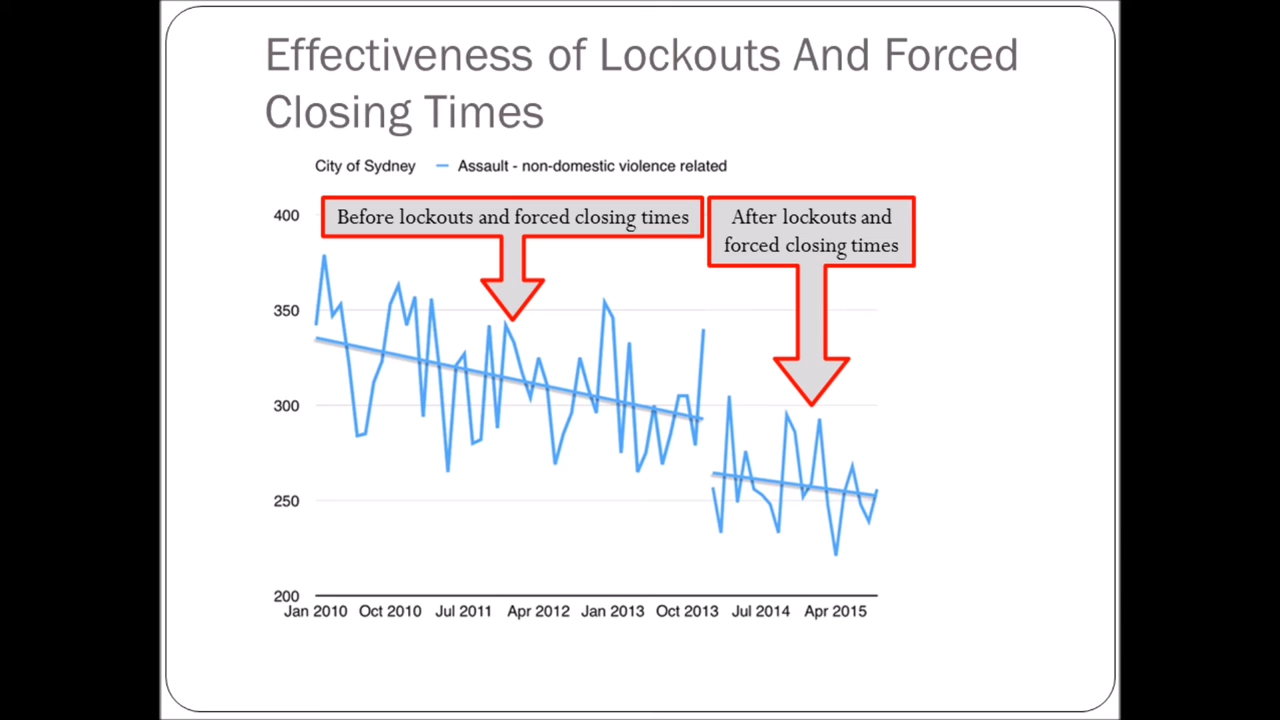 Effectiveness of Lockouts And Forced
Closing Times
City of Sydney Assault - non-domestic violence related
Before lockouts and forced closing times
After lockouts and
forced closing times
400
350
300
250
200
Jan 2010 Oct 2010 Jul 2011 Apr 2012 Jan 2013 Oct 2013 Jul 2014 Apr 2015